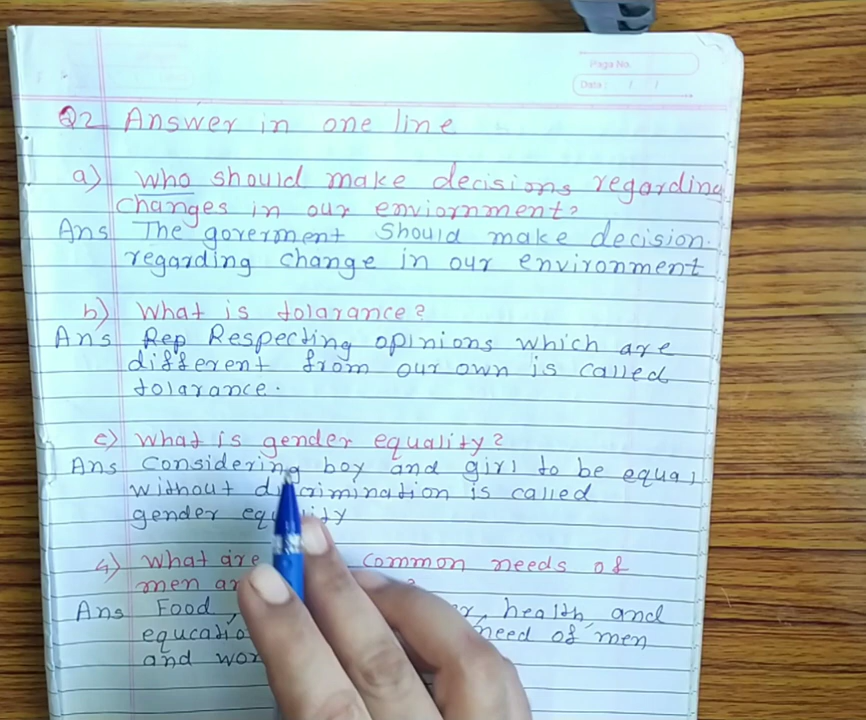 Page No.
Date: / /
Q2 Answer in one line
a) Who should make decisions regarding
changes in our enviornment?
Ans The goverment should make decision.
regarding change in our environment
b) What is tolarance?
Ans Rep Respecting opinions which are
different from our own is called
tolarance.
c) What is gender equality?
Ans Considering boy and girl to be equal
without is called
gender
4) What are common needs of
men
Ans Food health, and
need of men
and